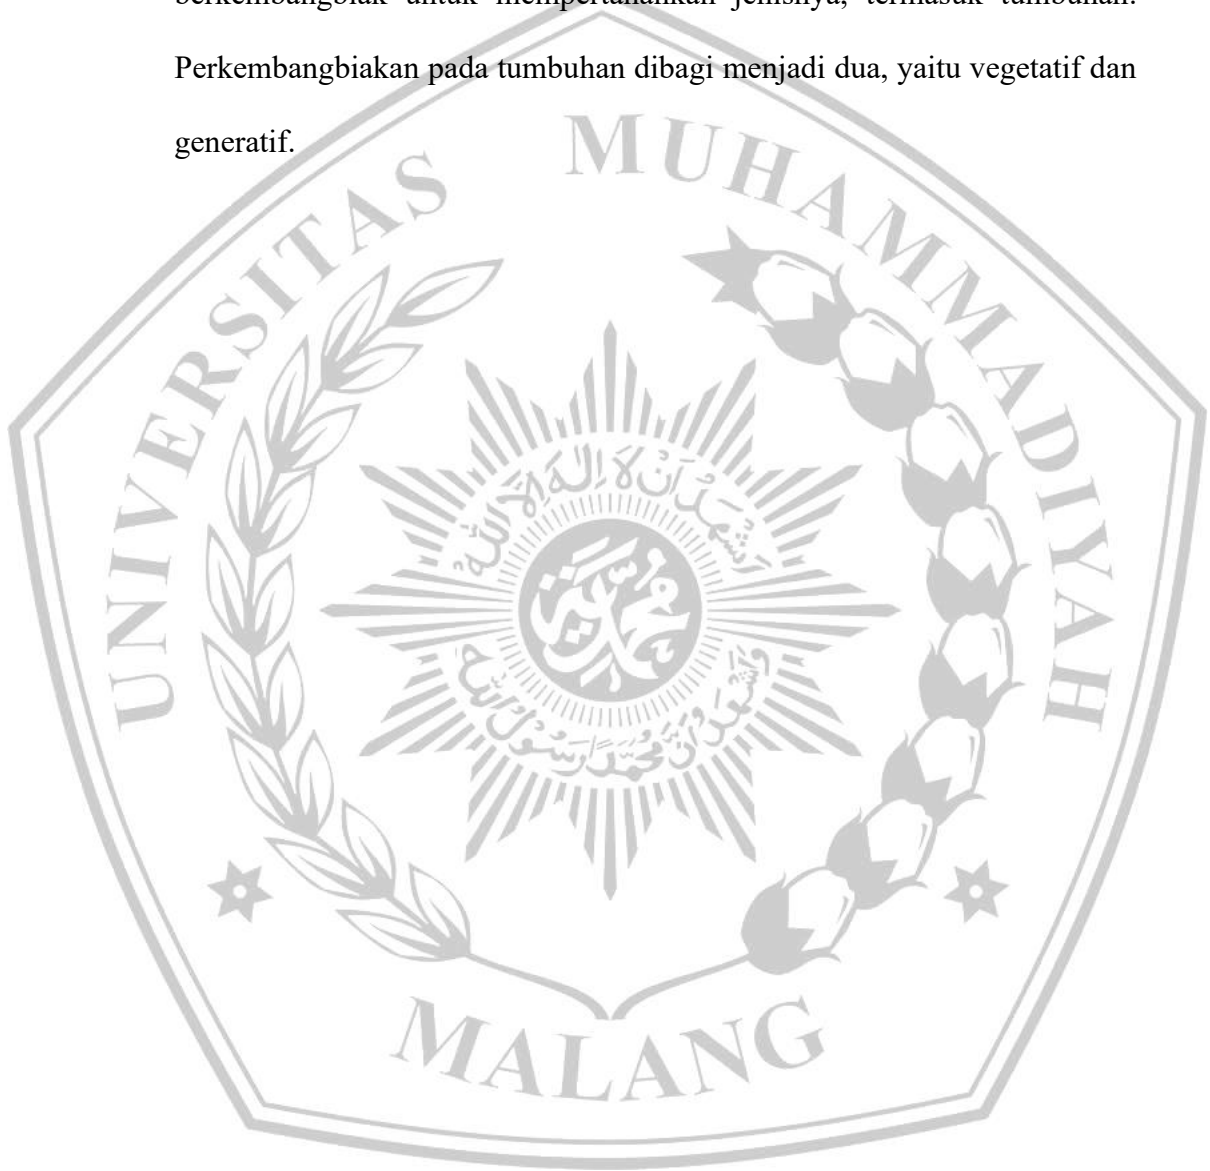 berkembangbiak untuk mempertahankan jenisnya, termasuk tumbuhan.
Perkembangbiakan pada tumbuhan dibagi menjadi dua, yaitu vegetatif dan
generatif.
UNIVERSITAS MUHAMMADIYAH
MALANG